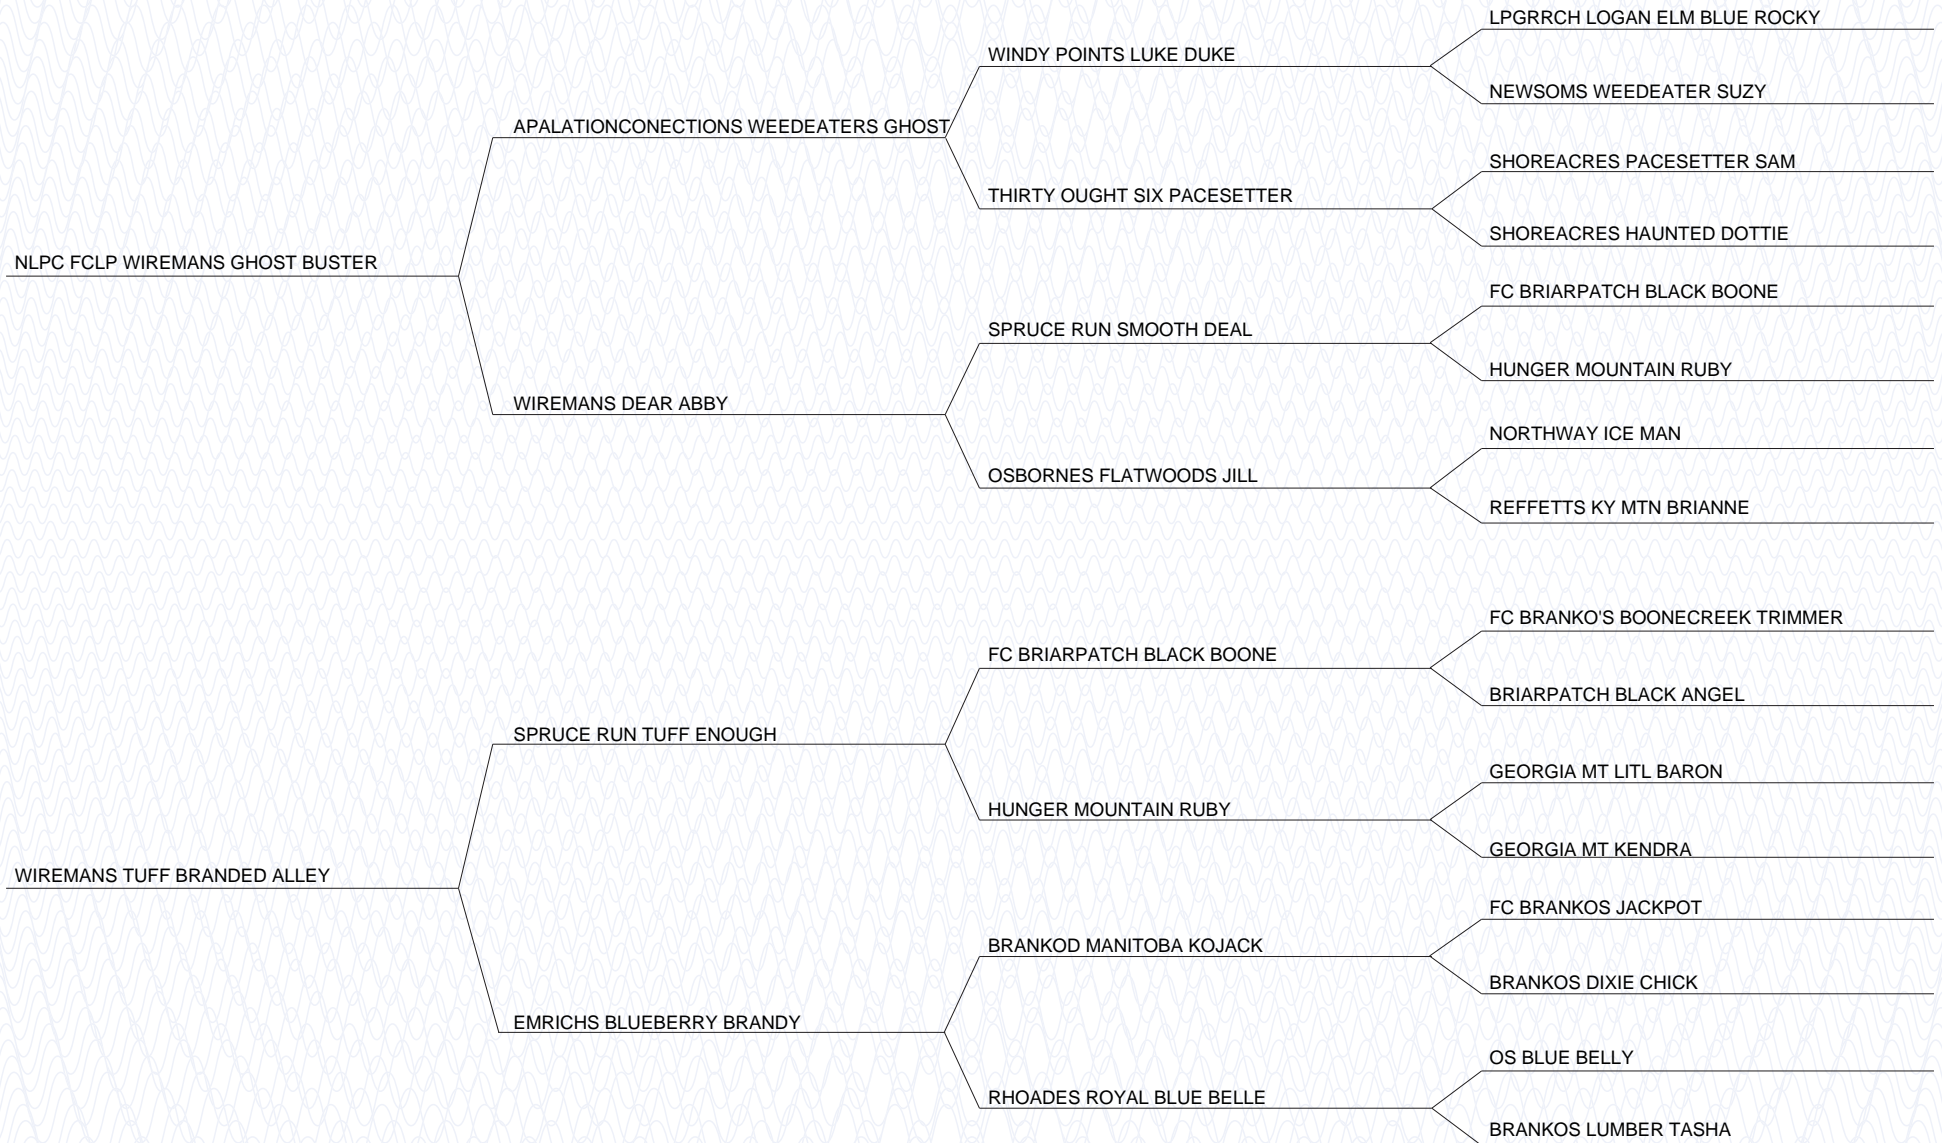 LPGRRCH LOGAN ELM BLUE ROCKY
WINDY POINTS LUKE DUKE
NEWSOMS WEEDEATER SUZY
APALATIONCONECTIONS WEEDEATERS GHOST
SHOREACRES PACESETTER SAM
THIRTY OUGHT SIX PACESETTER
SHOREACRES HAUNTED DOTTIE
NLPC FCLP WIREMANS GHOST BUSTER
FC BRIARPATCH BLACK BOONE
SPRUCE RUN SMOOTH DEAL
HUNGER MOUNTAIN RUBY
WIREMANS DEAR ABBY
NORTHWAY ICE MAN
OSBORNES FLATWOODS JILL
REFFETTS KY MTN BRIANNE
FC BRANKO'S BOONECREEK TRIMMER
FC BRIARPATCH BLACK BOONE
BRIARPATCH BLACK ANGEL
SPRUCE RUN TUFF ENOUGH
GEORGIA MT LITL BARON
HUNGER MOUNTAIN RUBY
GEORGIA MT KENDRA
WIREMANS TUFF BRANDED ALLEY
FC BRANKOS JACKPOT
BRANKOD MANITOBA KOJACK
BRANKOS DIXIE CHICK
EMRICHS BLUEBERRY BRANDY
OS BLUE BELLY
RHOADES ROYAL BLUE BELLE
BRANKOS LUMBER TASHA